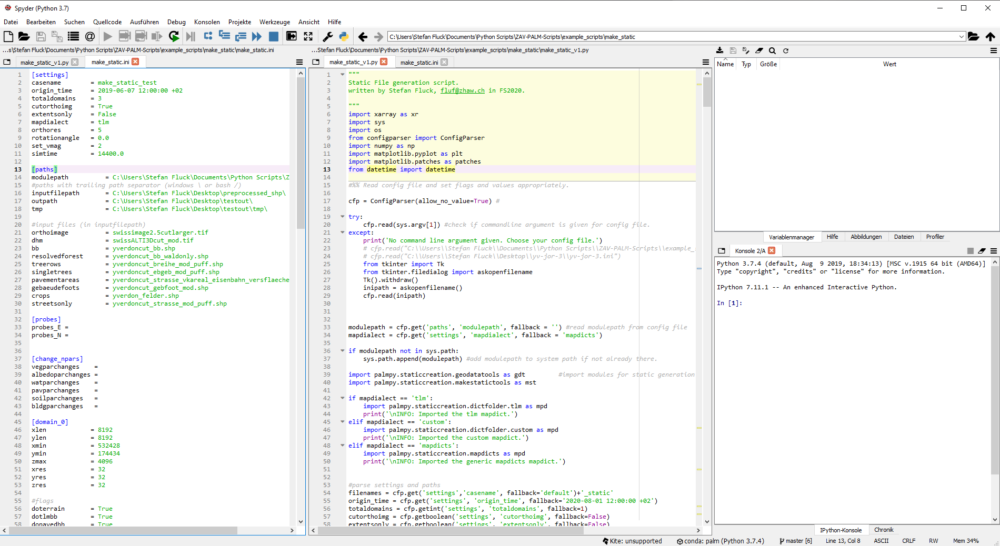 Spyder (Python 3.7)
Datei Bearbeiten Suchen Quellcode Ausführen Debug Konsolen Projekte Werkzeuge Ansicht Hilfe
C:\Users\Stefan Fluck\Documents\Python Scripts\ZAV-PALM-Scripts\example_scripts\make_static
...s\Stefan Fluck\Documents\Python Scripts\ZAV-PALM-Scripts\example_scripts\make_static\make_static.ini
make_static_v1.py make_static.ini
1 [settings]
2 casename = make_static_test
3 origin_time = 2019-06-07 12:00:00 +02
4 totaldomains = 3
5 cutorthoimg = True
6 extentsonly = False
7 mapdialect = tlm
8 orthores = 5
9 rotationangle = 0.0
10 set_vmag = 2
11 simtime = 14400.0
12
13 [paths]
14 modulepath = C:\Users\Stefan Fluck\Documents\Python Scripts\Z
15 #paths with trailing path separator (windows \ or bash /)
16 inputfilepath = C:\Users\Stefan Fluck\Desktop\preprocessed_shp\
17 outpath = C:\Users\Stefan Fluck\Desktop\testout\
18 tmp = C:\Users\Stefan Fluck\Desktop\testout\tmp\
19
20 #input files (in inputfilepath)
21 orthoimage = swissimage2.5cutlarger.tif
22 dhm = swissALTI3Dcut_mod.tif
23 bb = yverdoncut_bb.shp
24 resolvedforest = yverdoncut_bb_waldonly.shp
25 treerows = yverdoncut_breihe_mod_puff.shp
26 singletrees = yverdoncut_ebgeb_mod_puff.shp
27 pavementareas = yverdoncut_strasse_vkareal_eisenbahn_versflaeche
28 gebaeudefoots = yverdoncut_gebfoot_mod.shp
29 crops = yverdon_felder.shp
30 streetsonly = yverdoncut_strasse_mod_puff.shp
31
32 [probes]
33 probes_E =
34 probes_N =
35
36
37 [change_npars]
38 vegparchanges =
39 albedoparchanges =
40 watparchanges =
41 pavparchanges =
42 soilparchanges =
43 bldgparchanges =
44
45 [domain_0]
46 xlen = 8192
47 ylen = 8192
48 xmin = 532428
49 ymin = 174434
50 zmax = 4096
51 xres = 32
52 yres = 32
53 zres = 32
54
55 #flags
56 doterrain = True
57 dotlmbb = True
58 dopavedbb = True
...Stefan Fluck\Documents\Python Scripts\ZAV-PALM-Scripts\example_scripts\make_static\make_static_v1.py
make_static_v1.py make_static.ini
1 """
2 Static File generation script.
3 written by Stefan Fluck, fluf@zhaw.ch in FS2020.
4
5 """
6 import xarray as xr
7 import sys
8 import os
9 from configparser import ConfigParser
10 import numpy as np
11 import matplotlib.pyplot as plt
12 import matplotlib.patches as patches
13 from datetime import datetime
14
15 #%% Read config file and set flags and values appropriately.
16
17 cfp = ConfigParser(allow_no_value=True) #
18
19 try:
20 cfp.read(sys.argv[1]) #check if commandline argument is given for config file.
21 except:
22 print('No command line argument given. Choose your config file.')
23 # cfp.read("C:\\Users\\Stefan Fluck\\Documents\\Python Scripts\\ZAV-PALM-Scripts\\example_s
24 # cfp.read("C:\\Users\\Stefan Fluck\\Desktop\\yv-jor-3\\yv-jor-3.ini")
25 from tkinter import Tk
26 from tkinter.filedialog import askopenfilename
27 Tk().withdraw()
28 inipath = askopenfilename()
29 cfp.read(inipath)
30
31
32
33 modulepath = cfp.get('paths', 'modulepath', fallback = '') #read modulepath from config file
34 mapdialect = cfp.get('settings', 'mapdialect', fallback = 'mapdicts')
35
36 if modulepath not in sys.path:
37 sys.path.append(modulepath) #add modulepath to system path if not already there.
38
39 import palmpy.staticcreation.geodatatools as gdt #import modules for static generation
40 import palmpy.staticcreation.makestatictools as mst
41
42 if mapdialect == 'tlm':
43 import palmpy.staticcreation.dictfolder.tlm as mpd
44 print('\nINFO: Imported the tlm mapdict.')
45 elif mapdialect == 'custom':
46 import palmpy.staticcreation.dictfolder.custom as mpd
47 print('\nINFO: Imported the custom mapdict.')
48 elif mapdialect == 'mapdicts':
49 import palmpy.staticcreation.mapdicts as mpd
50 print('\nINFO: Imported the generic mapdicts mapdict.')
51
52
53 #parse settings and paths
54 filenames = cfp.get('settings','casename', fallback='default')+'_static'
55 origin_time = cfp.get('settings', 'origin_time', fallback='2020-08-01 12:00:00 +02')
56 totaldomains = cfp.getint('settings', 'totaldomains', fallback=1)
57 cutorthoimg = cfp.getboolean('settings', 'cutorthoimg', fallback=False)
58 extentsonly = cfp.getboolean('settings', 'extentsonly', fallback=False)
Name Typ Größe Wert
Variablenmanager Hilfe Abbildungen Dateien Profiler
Konsole 2/A
Python 3.7.4 (default, Aug 9 2019, 18:34:13) [MSC v.1915 64 bit (AMD64)]
Type "copyright", "credits" or "license" for more information.
IPython 7.11.1 -- An enhanced Interactive Python.
In [1]:
IPython-Konsole Chronik
Kite: unsupported conda: palm (Python 3.7.4) master [6] Line 13, Col 8 ASCII CRLF RW Mem 34%